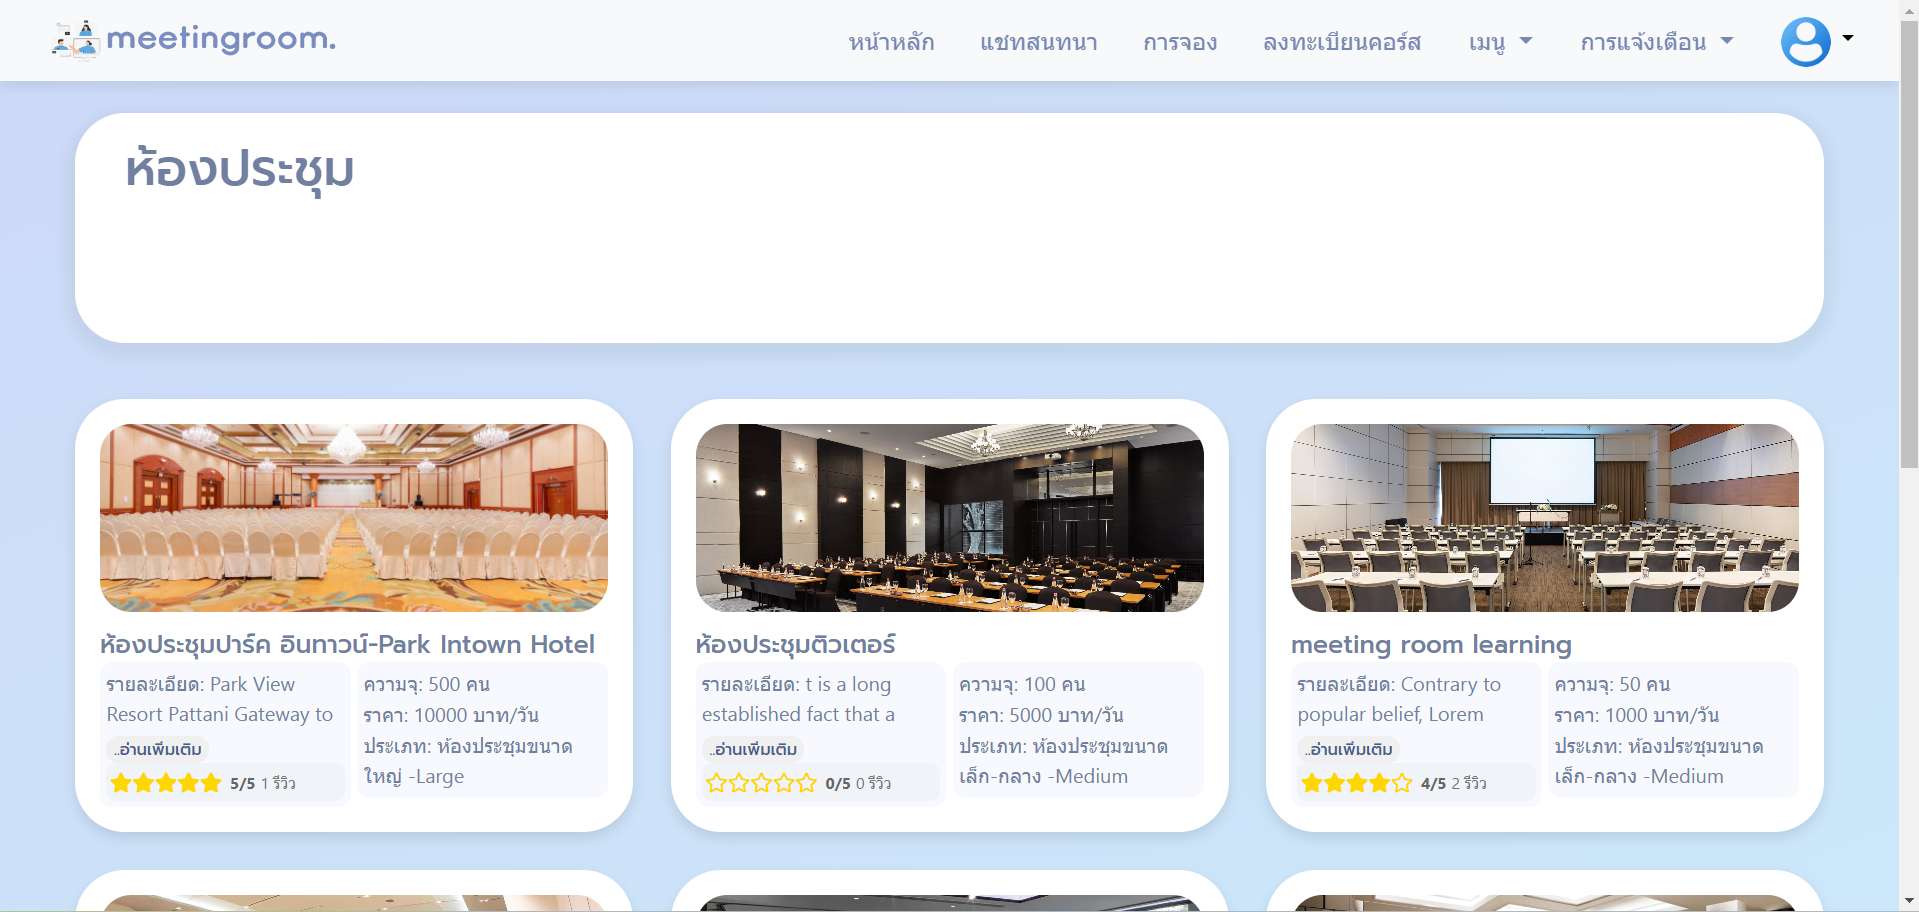 meetingroom.
หน้าหลัก แชทสนทนา การจอง ลงทะเบียนคอร์ส เมนู การแจ้งเตือน
ห้องประชุม
ห้องประชุมปาร์ค อินทาวน์-Park Intown Hotel
รายละเอียด: Park View
Resort Pattani Gateway to
..อ่านเพิ่มเติม
5/5 1 รีวิว
ความจุ: 500 คน
ราคา: 10000 บาท/วัน
ประเภท: ห้องประชุมขนาด
ใหญ่ -Large
ห้องประชุมติวเตอร์
รายละเอียด: t is a long
established fact that a
..อ่านเพิ่มเติม
0/5 0 รีวิว
ความจุ: 100 คน
ราคา: 5000 บาท/วัน
ประเภท: ห้องประชุมขนาด
เล็ก-กลาง -Medium
meeting room learning
รายละเอียด: Contrary to
popular belief, Lorem
..อ่านเพิ่มเติม
4/5 2 รีวิว
ความจุ: 50 คน
ราคา: 1000 บาท/วัน
ประเภท: ห้องประชุมขนาด
เล็ก-กลาง -Medium